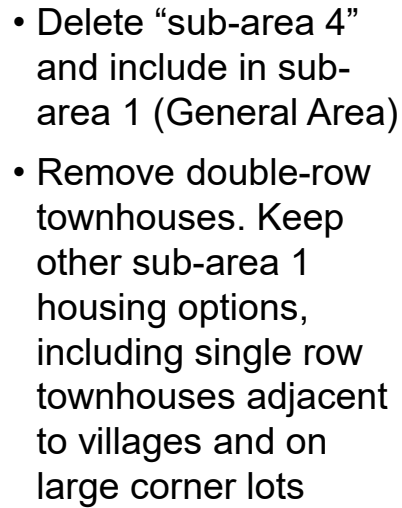 • Delete “sub-area 4”
and include in sub-
area 1 (General Area)
• Remove double-row
townhouses. Keep
other sub-area 1
housing options,
including single row
townhouses adjacent
to villages and on
large corner lots